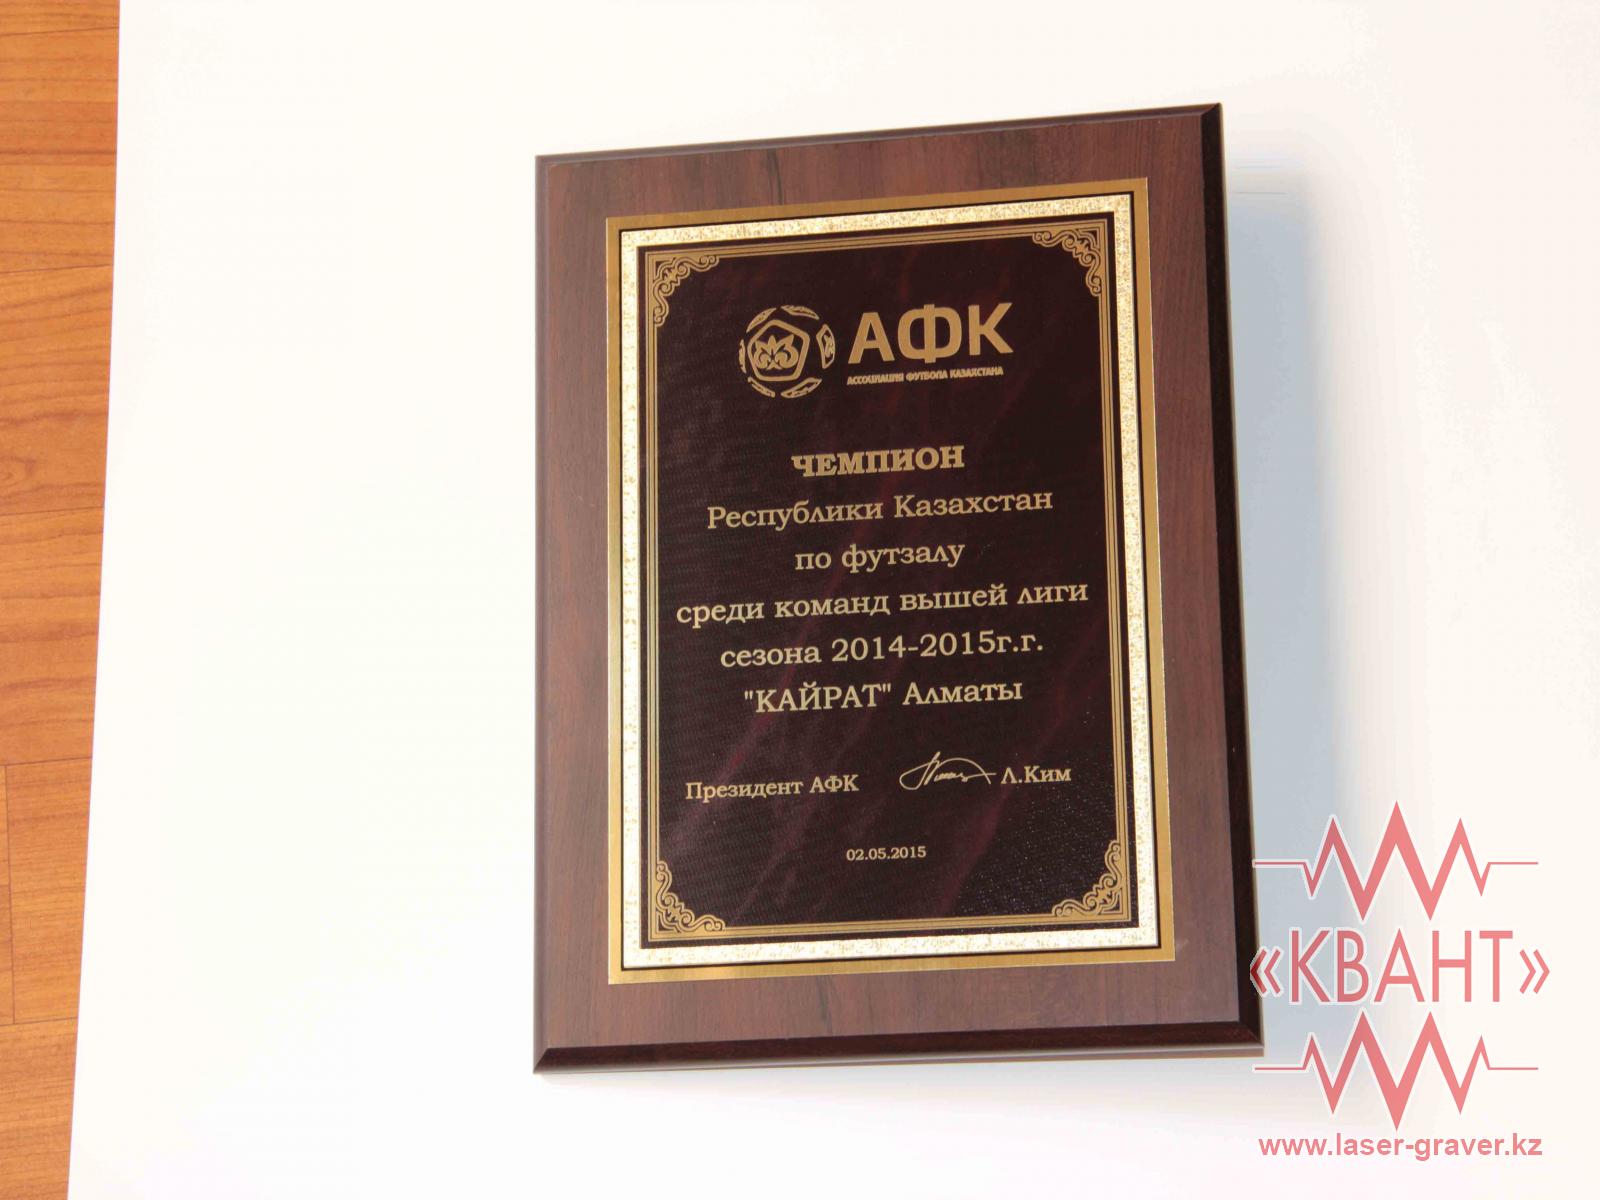 АФК
АССОЦИАЦИЯ ФУТБОЛА КАЗАХСТАНА
ЧЕМПИОН
Республики Казахстан
по футзалу
среди команд вышей лиги
сезона 2014-2015г.г.
"КАЙРАТ" Алматы
Президент АФК Л.Ким
02.05.2015
«КВАНТ»
www.laser-graver.kz